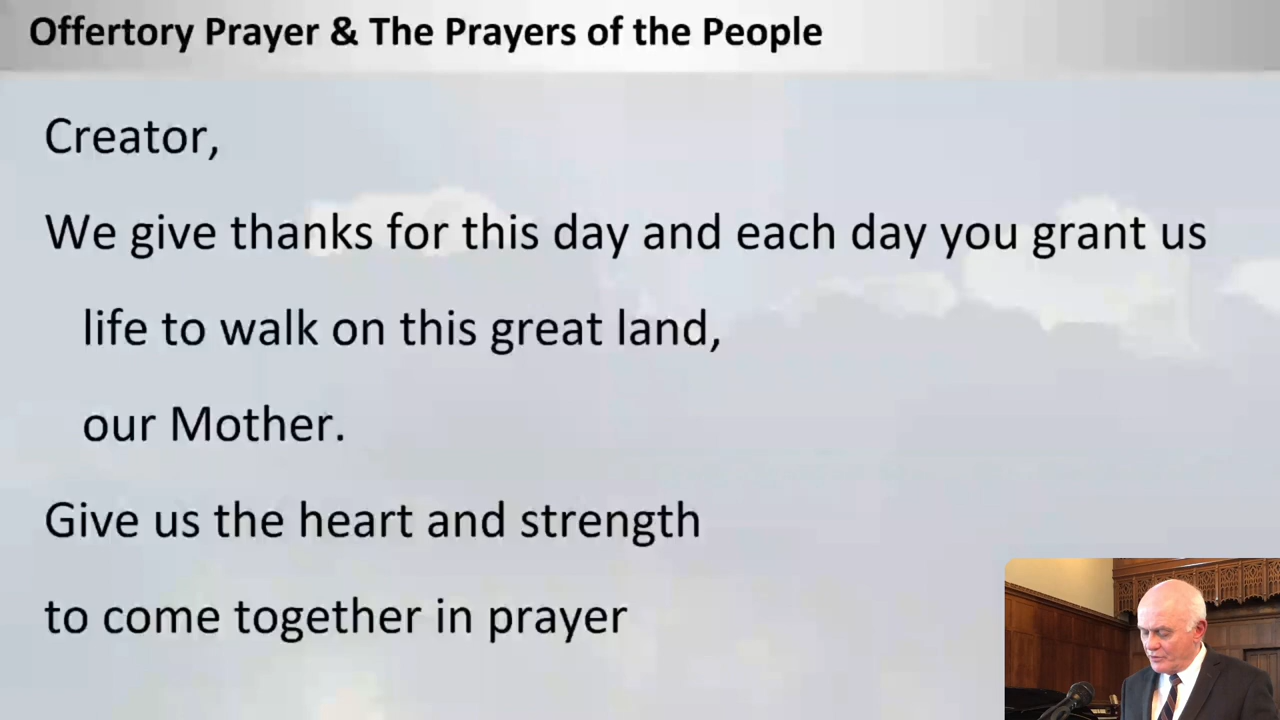 Offertory Prayer & The Prayers of the People
Creator,
We give thanks for this day and each day you grant us
life to walk on this great land,
our Mother.
Give us the heart and strength
to come together in prayer